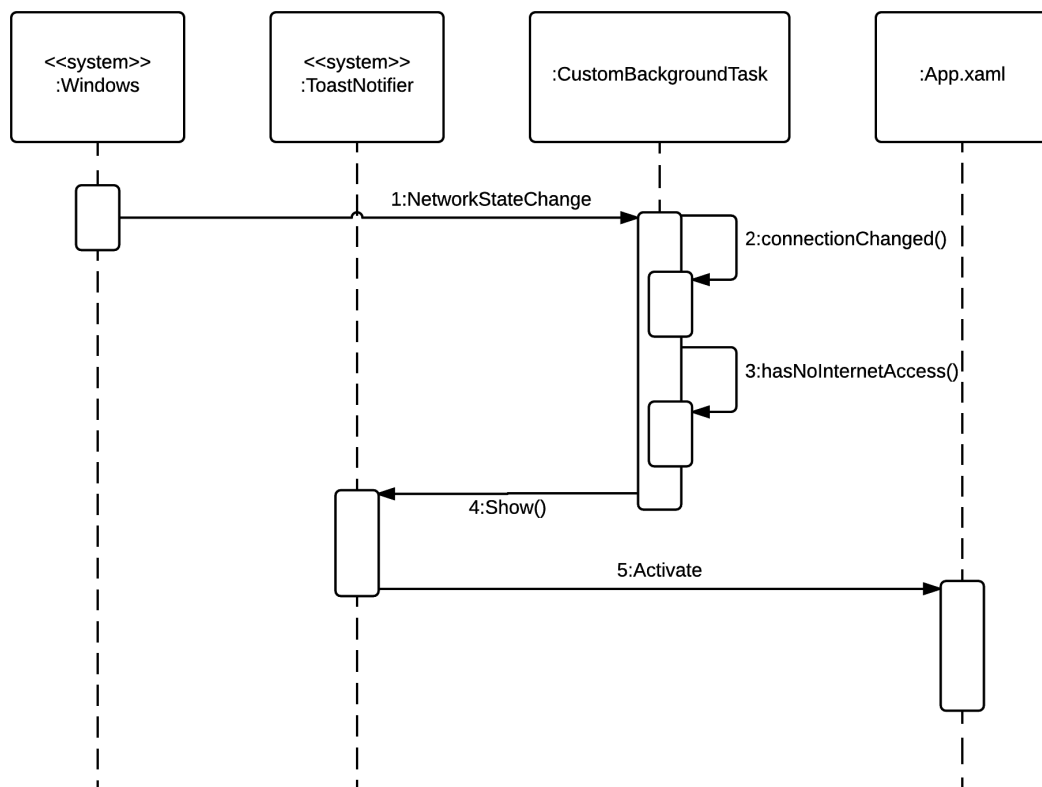 <<system>>
:Windows
<<system>>
:ToastNotifier
:CustomBackgroundTask
:App.xaml
1:NetworkStateChange
2:connectionChanged()
3:hasNoInternetAccess()
4:Show()
5:Activate